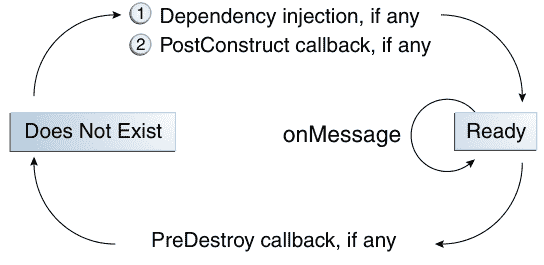 1 Dependency injection, if any
2 PostConstruct callback, if any
Does Not Exist
onMessage
Ready
PreDestroy callback, if any